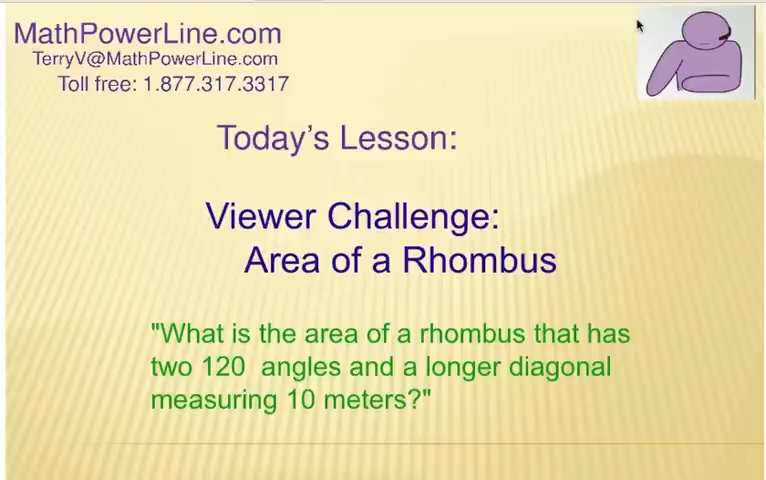 MathPowerLine.com
TerryV@MathPowerLine.com
Toll free: 1.877.317.3317
Today's Lesson:
Viewer Challenge:
Area of a Rhombus
"What is the area of a rhombus that has
two 120  angles and a longer diagonal
measuring 10 meters?"